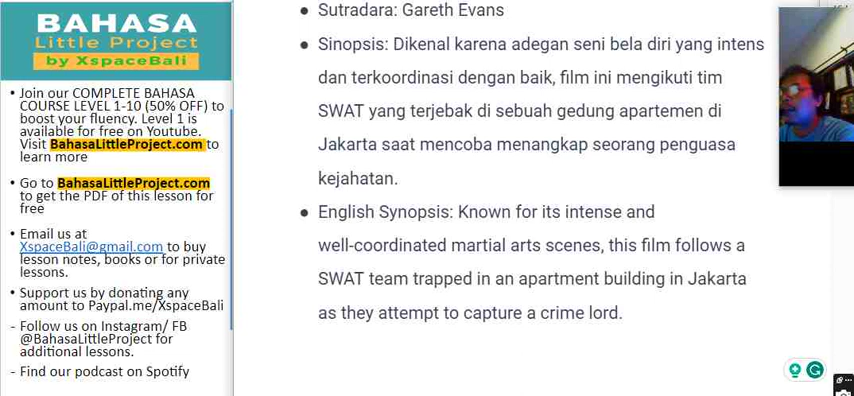 BAHASA
Little Project
by XspaceBali
• Join our COMPLETE BAHASA
COURSE LEVEL 1-10 (50% OFF) to
boost your fluency. Level 1 is
available for free on Youtube.
Visit BahasaLittleProject.com to
learn more
• Go to BahasaLittleProject.com
to get the PDF of this lesson for
free
• Email us at
XspaceBali@gmail.com to buy
lesson notes, books or for private
lessons.
• Support us by donating any
amount to Paypal.me/XspaceBali
- Follow us on Instagram/ FB
@BahasaLittleProject for
additional lessons.
- Find our podcast on Spotify
● Sutradara: Gareth Evans
● Sinopsis: Dikenal karena adegan seni bela diri yang intens
dan terkoordinasi dengan baik, film ini mengikuti tim
SWAT yang terjebak di sebuah gedung apartemen di
Jakarta saat mencoba menangkap seorang penguasa
kejahatan.
● English Synopsis: Known for its intense and
well-coordinated martial arts scenes, this film follows a
SWAT team trapped in an apartment building in Jakarta
as they attempt to capture a crime lord.